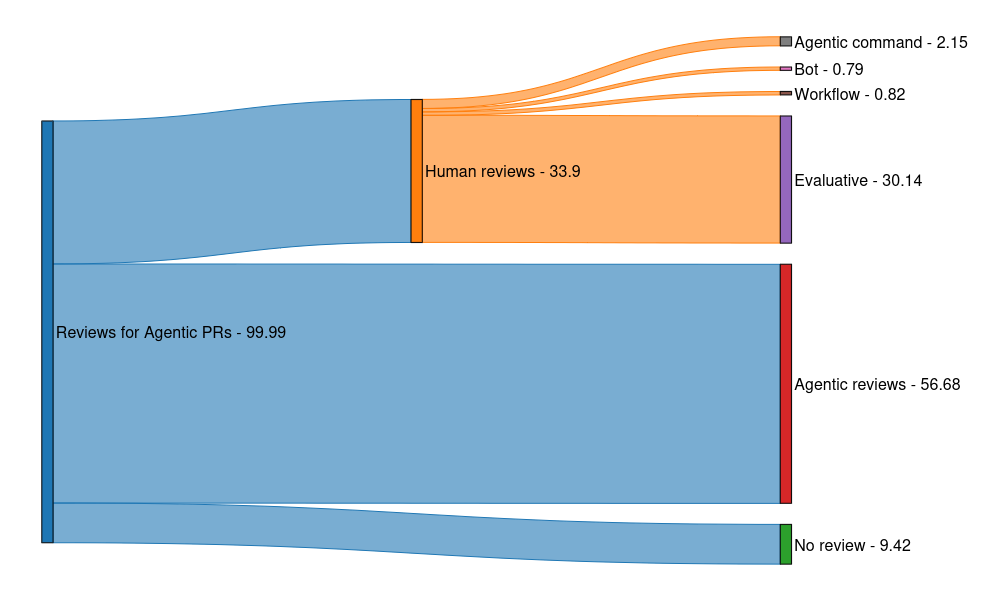 Agentic command - 2.15
Bot - 0.79
Workflow - 0.82
Human reviews - 33.9
Evaluative - 30.14
Reviews for Agentic PRs - 99.99
Agentic reviews - 56.68
No review - 9.42